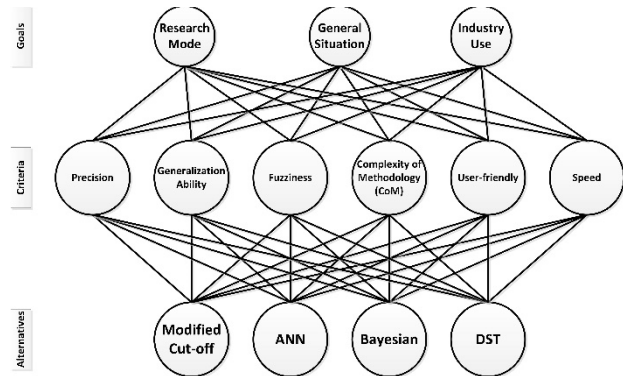 Goals
Research
Mode
General
Situation
Industry
Use
Criteria
Precision
Generalization
Ability
Fuzziness
Complexity of
Methodology
(CoM)
User-friendly
Speed
Alternatives
Modified
Cut-off
ANN
Bayesian
DST